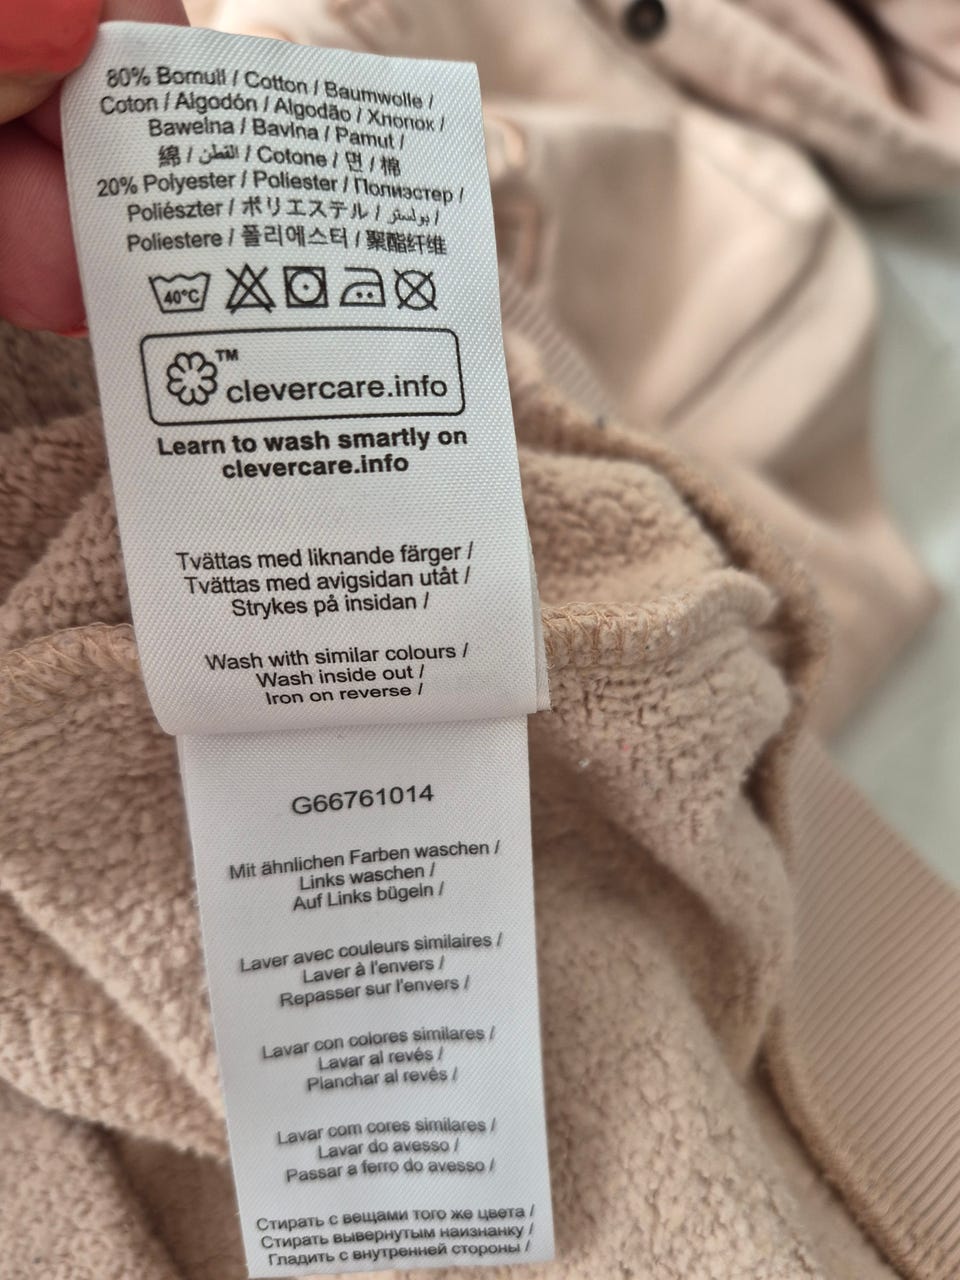 80% Bomull / Cotton / Baumwolle /
Coton / Algodón / Algodão / Хлопок /
Bawełna / Bavlna / Pamut /
綿 / القطن / Cotone / 면 / 棉
20% Polyester / Poliester / Полиэстер /
Poliészter / ポリエステル / بوليستر /
Poliestere / 폴리에스터 / 聚酯纤维
40°C
TM
clevercare.info
Learn to wash smartly on
clevercare.info
Tvättas med liknande färger /
Tvättas med avigsidan utåt /
Strykes på insidan /
Wash with similar colours /
Wash inside out /
Iron on reverse /
G66761014
Mit ähnlichen Farben waschen /
Links waschen /
Auf Links bügeln /
Laver avec couleurs similaires /
Laver à l'envers /
Repasser sur l'envers /
Lavar con colores similares /
Lavar al revés /
Planchar al revés /
Lavar com cores similares /
Lavar do avesso /
Passar a ferro do avesso /
Стирать с вещами того же цвета /
Стирать вывернутым наизнанку /
Гладить с внутренней стороны /